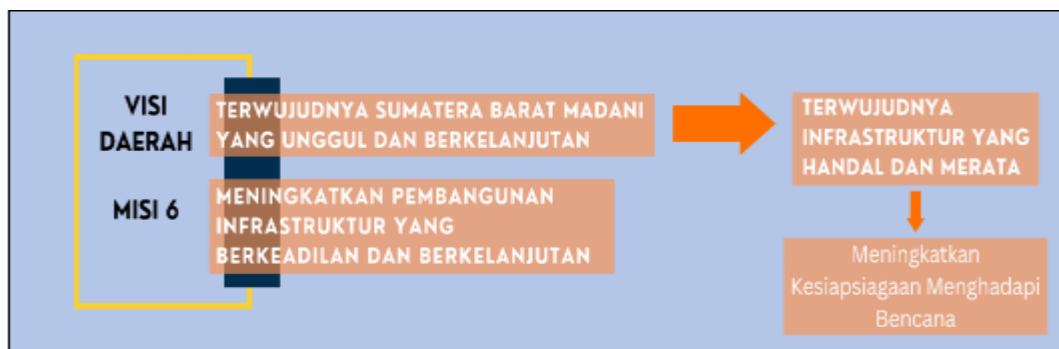 VISI
DAERAH
TERWUJUDNYA SUMATERA BARAT MADANI
YANG UNGGUL DAN BERKELANJUTAN
MISI 6
MENINGKATKAN PEMBANGUNAN
INFRASTRUKTUR YANG
BERKEADILAN DAN BERKELANJUTAN
TERWUJUDNYA
INFRASTRUKTUR YANG
HANDAL DAN MERATA
Meningkatkan
Kesiapsiagaan Menghadapi
Bencana